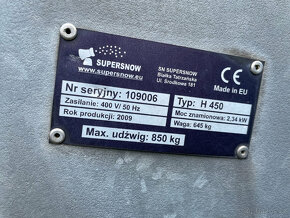 SUPERSNOW
www.supersnow.eu
SN SUPERSNOW
Białka Tatrzańska
Ul. Środkowa 181
CE
Made in EU
Nr seryjny: 109006
Typ: H 450
Zasilanie: 400 V/ 50 Hz
Moc znamionowa: 2,34 kW
Rok produkcji: 2009
Waga: 645 kg
Max. udźwig: 850 kg